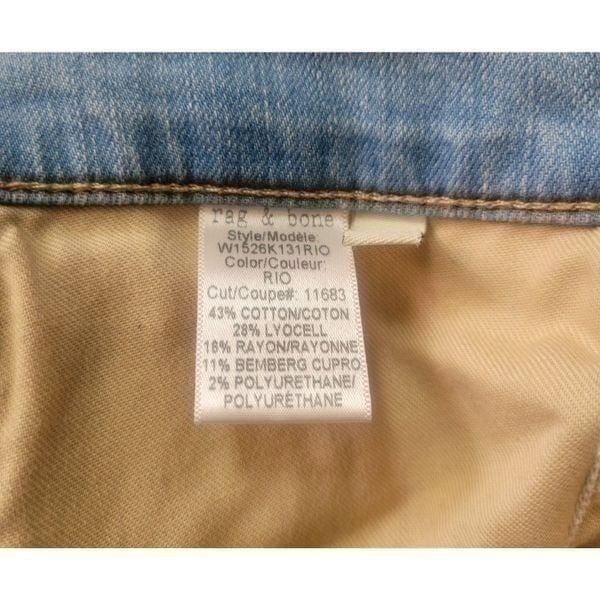 rag & bone
Style/Modèle:
W1526K131RIO
Color/Couleur:
RIO
Cut/Coupe#: 11683
43% COTTON/COTON
28% LYOCELL
16% RAYON/RAYONNE
11% BEMBERG CUPRO
2% POLYURETHANE/
POLYURÉTHANE